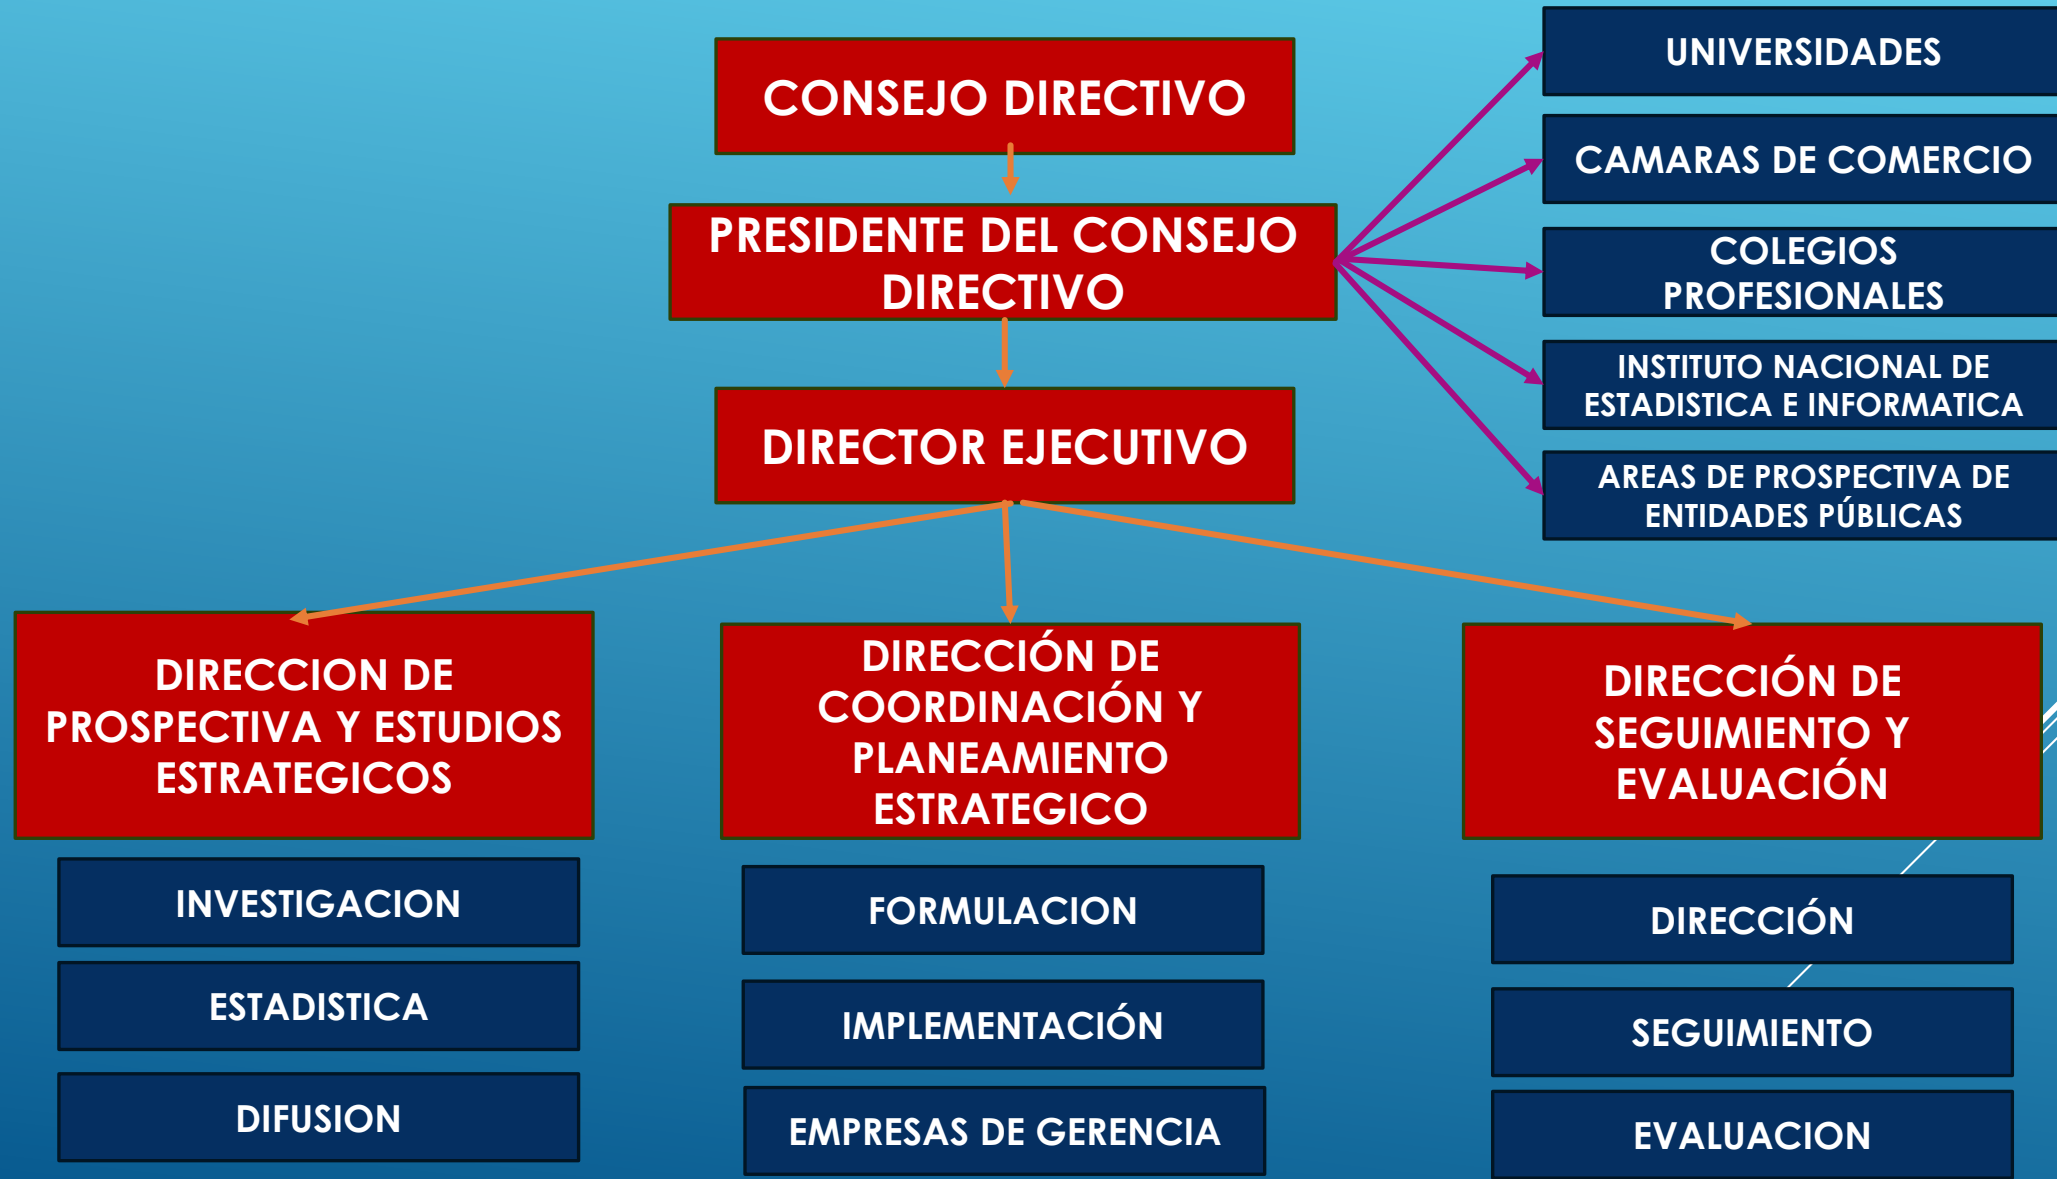 CONSEJO DIRECTIVO
PRESIDENTE DEL CONSEJO
DIRECTIVO
DIRECTOR EJECUTIVO
UNIVERSIDADES
CAMARAS DE COMERCIO
COLEGIOS
PROFESIONALES
INSTITUTO NACIONAL DE
ESTADISTICA E INFORMATICA
AREAS DE PROSPECTIVA DE
ENTIDADES PÚBLICAS
DIRECCION DE
PROSPECTIVA Y ESTUDIOS
ESTRATEGICOS
INVESTIGACION
ESTADISTICA
DIFUSION
DIRECCIÓN DE
COORDINACIÓN Y
PLANEAMIENTO
ESTRATEGICO
FORMULACION
IMPLEMENTACIÓN
EMPRESAS DE GERENCIA
DIRECCIÓN DE
SEGUIMIENTO Y
EVALUACIÓN
DIRECCIÓN
SEGUIMIENTO
EVALUACION